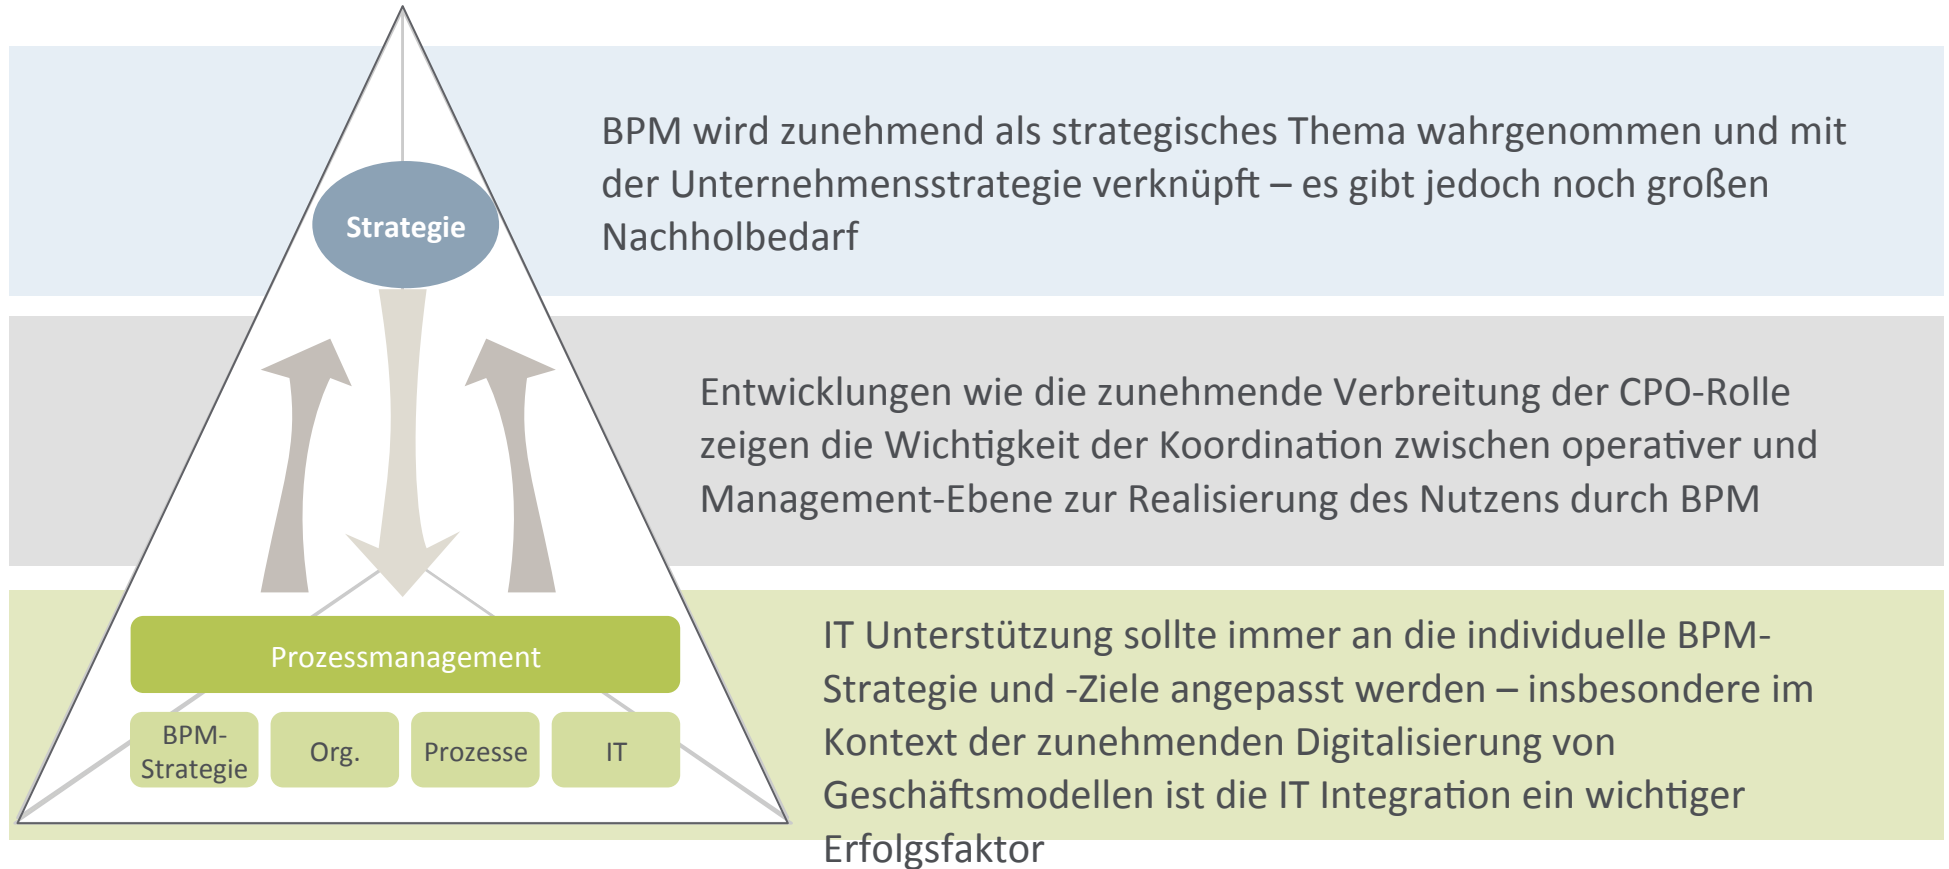 BPM wird zunehmend als strategisches Thema wahrgenommen und mit
der Unternehmensstrategie verknüpft – es gibt jedoch noch großen
Nachholbedarf
Strategie
Entwicklungen wie die zunehmende Verbreitung der CPO-Rolle
zeigen die Wichtigkeit der Koordination zwischen operativer und
Management-Ebene zur Realisierung des Nutzens durch BPM
Prozessmanagement
BPM-
Strategie
Org.
Prozesse
IT
IT Unterstützung sollte immer an die individuelle BPM-
Strategie und -Ziele angepasst werden – insbesondere im
Kontext der zunehmenden Digitalisierung von
Geschäftsmodellen ist die IT Integration ein wichtiger
Erfolgsfaktor